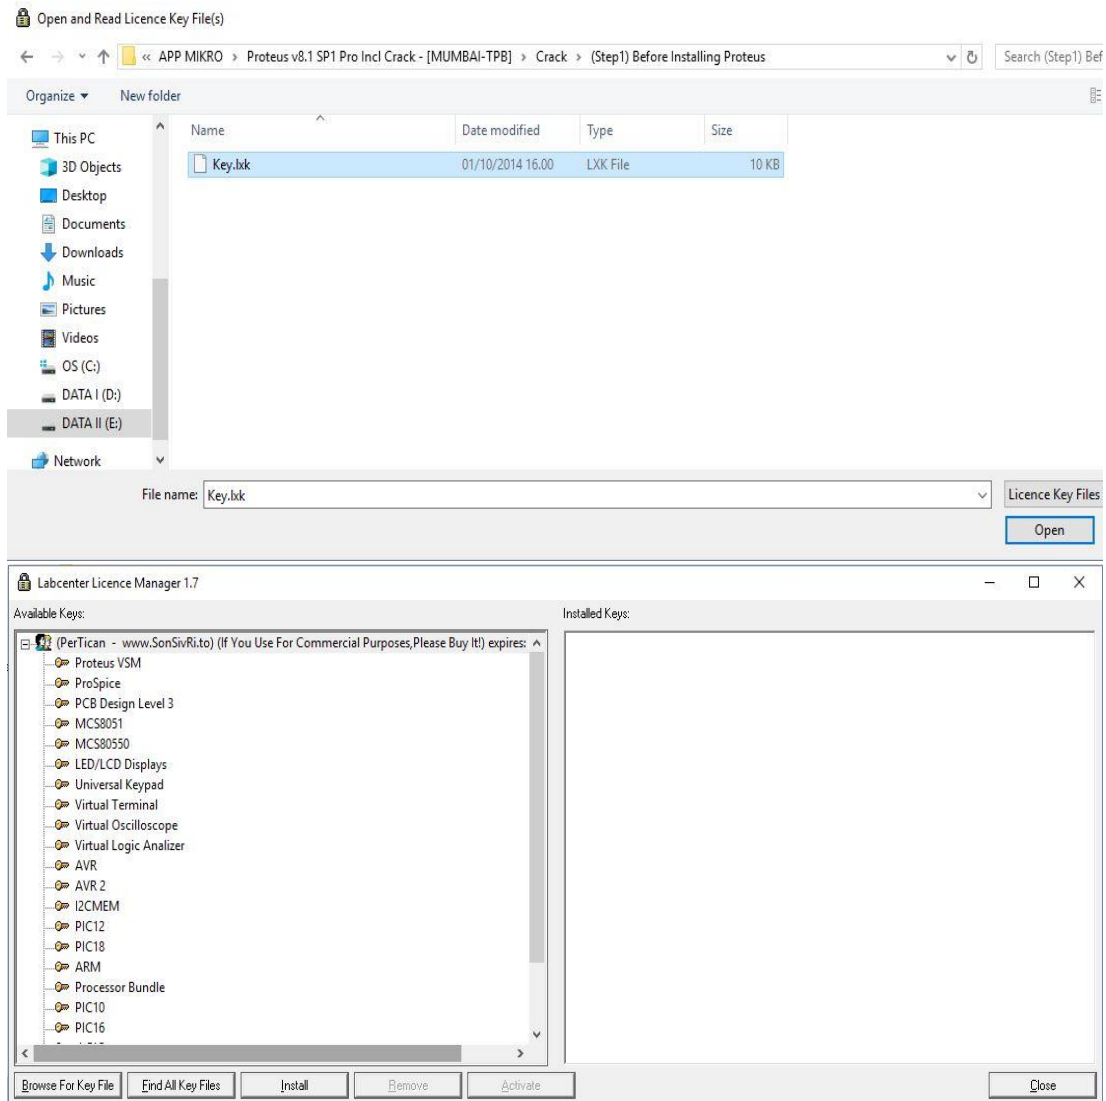 Open and Read Licence Key File(s)
« APP MIKRO › Proteus v8.1 SP1 Pro Incl Crack - [MUMBAI-TPB] › Crack › (Step1) Before Installing Proteus
Search (Step1) Bef
Organize
New folder
Name Date modified Type Size
Key.lxk 01/10/2014 16.00 LXK File 10 KB
This PC
3D Objects
Desktop
Documents
Downloads
Music
Pictures
Videos
OS (C:)
DATA I (D:)
DATA II (E:)
Network
File name: Key.lxk
Licence Key Files
Open
Labcenter Licence Manager 1.7
Available Keys:
Installed Keys:
(PerTican - www.SonSivRi.to) (If You Use For Commercial Purposes,Please Buy It!) expires:
Proteus VSM
ProSpice
PCB Design Level 3
MCS8051
MCS80550
LED/LCD Displays
Universal Keypad
Virtual Terminal
Virtual Oscilloscope
Virtual Logic Analizer
AVR
AVR 2
I2CMEM
PIC12
PIC18
ARM
Processor Bundle
PIC10
PIC16
Browse For Key File Find All Key Files Install Remove Activate Close